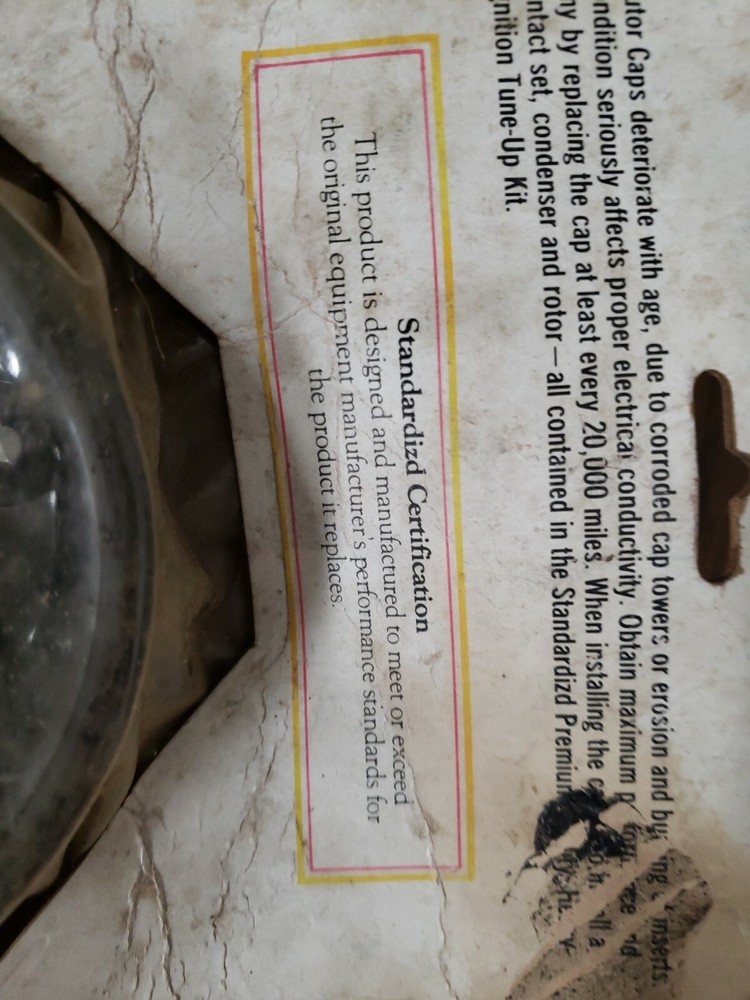 utor Caps deteriorate with age, due to corroded cap towers or erosion and inserts.
ndition seriously affects proper electrical conductivity. Obtain maximum
ny by replacing the cap at least every 20,000 miles. When installing the
ntact set, condenser and rotor — all contained in the Standardizd Premium
nition Tune-Up Kit.
Standardizd Certification
This product is designed and manufactured to meet or exceed
the original equipment manufacturer's performance standards for
the product it replaces.